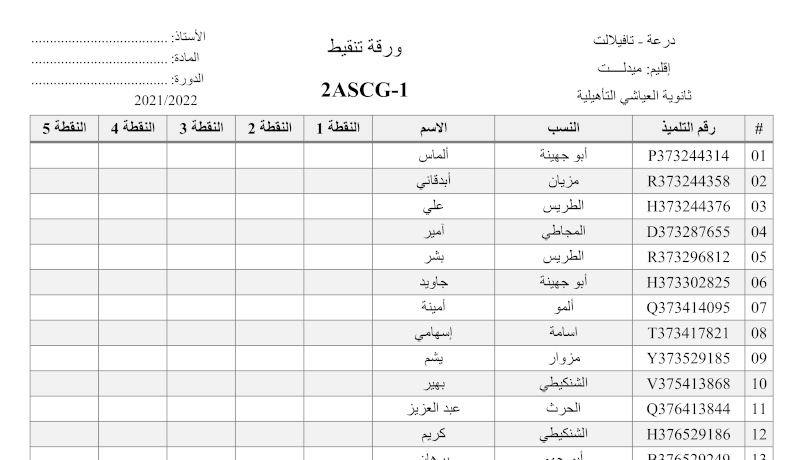 درعة - تافيلالت
إقليم: ميدلـــت
ثانوية العياشي التأهيلية
ورقة تنقيط
2ASCG-1
الأستاذ: ....................................
المادة: ....................................
الدورة: ....................................
2021/2022
# رقم التلميذ النسب الاسم النقطة 1 النقطة 2 النقطة 3 النقطة 4 النقطة 5
01 P373244314 أبو جهينة ألماس
02 R373244358 مزيان أبدقاني
03 H373244376 الطريس علي
04 D373287655 المجاطي أمير
05 R373296812 الطريس بشر
06 H373302825 أبو جهينة جاويد
07 Q373414095 ألمو أمينة
08 T373417821 اسامة إسهامي
09 Y373529185 مزوار يشم
10 V375413868 الشنكيطي بهير
11 Q376413844 الحرث عبد العزيز
12 H376529186 الشنكيطي كريم
13